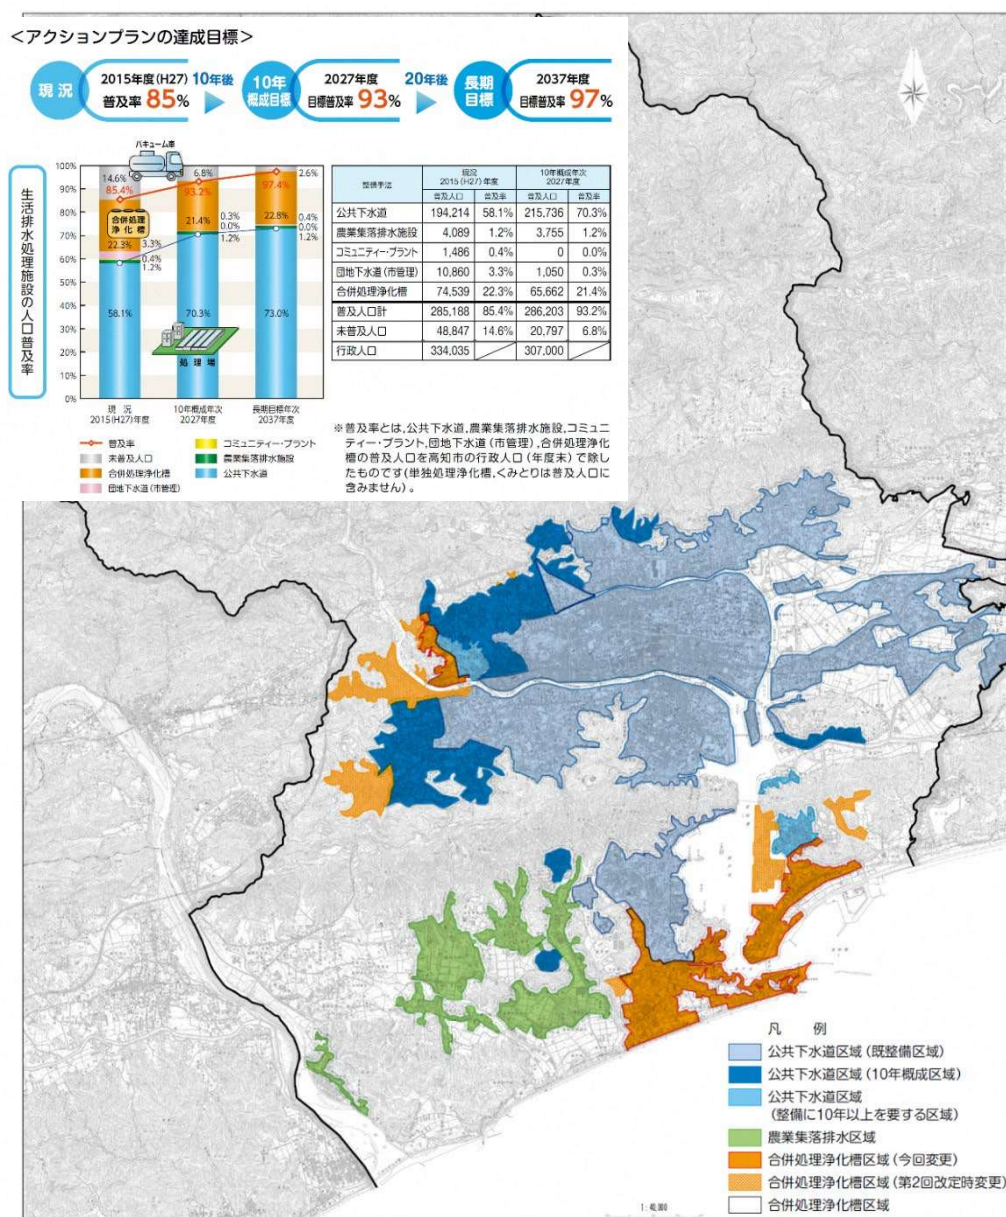 <アクションプランの達成目標>
現況
2015年度(H27)
普及率 85%
10年後
10年
概成目標
2027年度
目標普及率 93%
20年後
長期
目標
2037年度
目標普及率 97%
生活排水処理施設の人口普及率
100%
90%
80%
70%
60%
50%
40%
30%
20%
10%
0%
バキューム車
14.6%
85.4%
合併処理
浄化槽
22.3%
3.3%
0.4%
1.2%
58.1%
6.8%
93.2%
21.4%
0.3%
0.0%
1.2%
70.3%
処理場
2.6%
97.4%
22.8%
0.4%
0.0%
1.2%
73.0%
現 況
2015(H27)年度
10年概成年次
2027年度
長期目標年次
2037年度
普及率
未普及人口
合併処理浄化槽
団地下水道(市管理)
コミュニティー・プラント
農業集落排水施設
公共下水道
整備手法 現況 2015(H27)年度 10年概成年次 2027年度
普及人口 普及率 普及人口 普及率
公共下水道 194,214 58.1% 215,736 70.3%
農業集落排水施設 4,089 1.2% 3,755 1.2%
コミュニティー・プラント 1,486 0.4% 0 0.0%
団地下水道(市管理) 10,860 3.3% 1,050 0.3%
合併処理浄化槽 74,539 22.3% 65,662 21.4%
普及人口計 285,188 85.4% 286,203 93.2%
未普及人口 48,847 14.6% 20,797 6.8%
行政人口 334,035 307,000
※普及率とは,公共下水道,農業集落排水施設,コミュニ
ティー・プラント,団地下水道(市管理),合併処理浄化
槽の普及人口を高知市の行政人口(年度末)で除し
たものです(単独処理浄化槽,くみとりは普及人口に
含みません)。
凡 例
公共下水道区域(既整備区域)
公共下水道区域(10年概成区域)
公共下水道区域
(整備に10年以上を要する区域)
農業集落排水区域
合併処理浄化槽区域(今回変更)
合併処理浄化槽区域(第2回改定時変更)
合併処理浄化槽区域
1:40,000